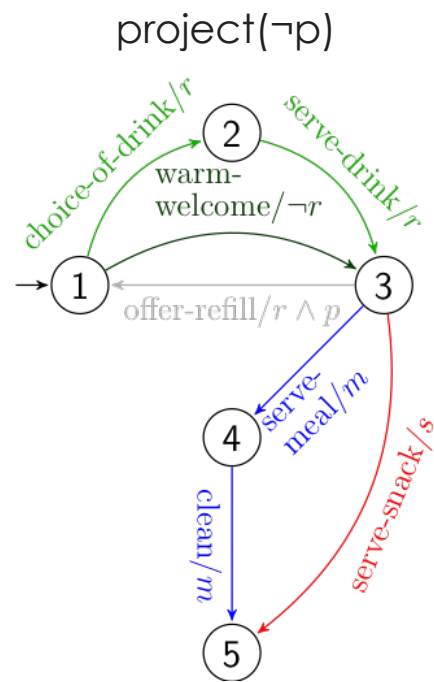 project(¬p)
choice-of-drink/r
2
serve-drink/r
warm-
welcome/¬r
1
3
offer-refill/r ∧ p
serve-
meal/m
4
serve-snack/s
clean/m
5